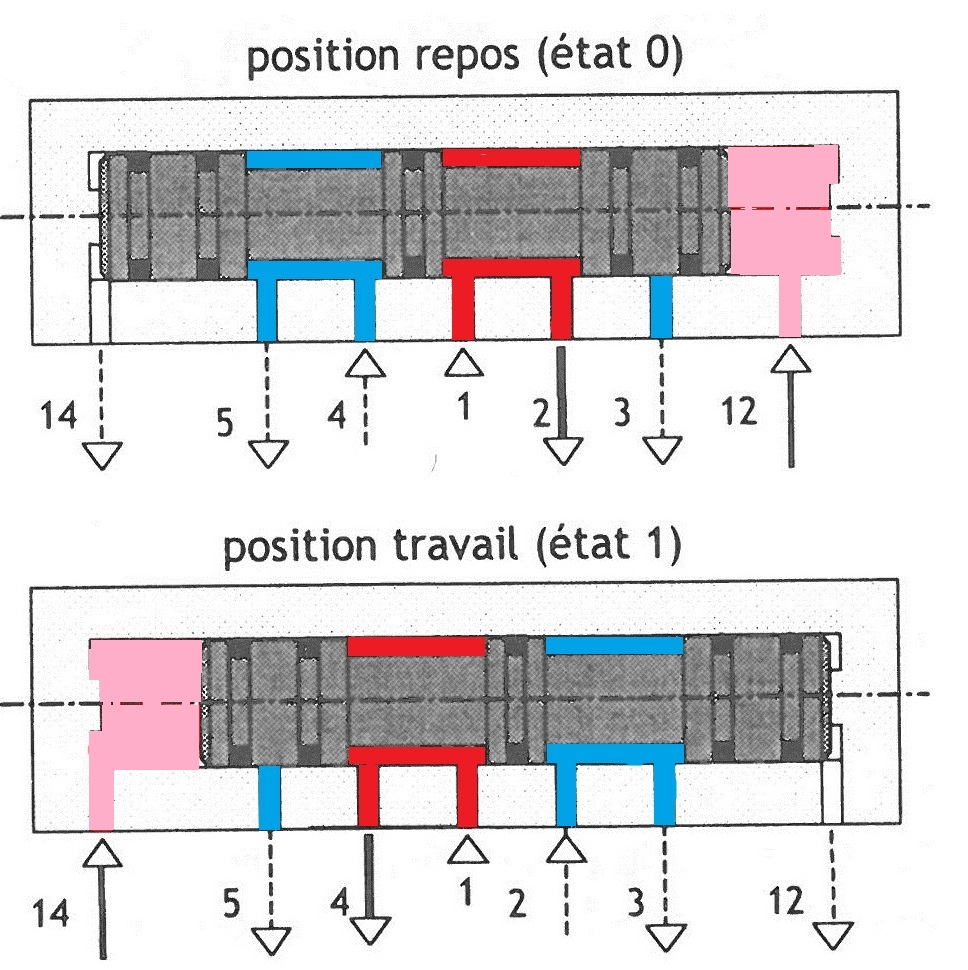 position repos (état 0)
14 5 4 1 2 3 12
position travail (état 1)
14 5 4 1 2 3 12